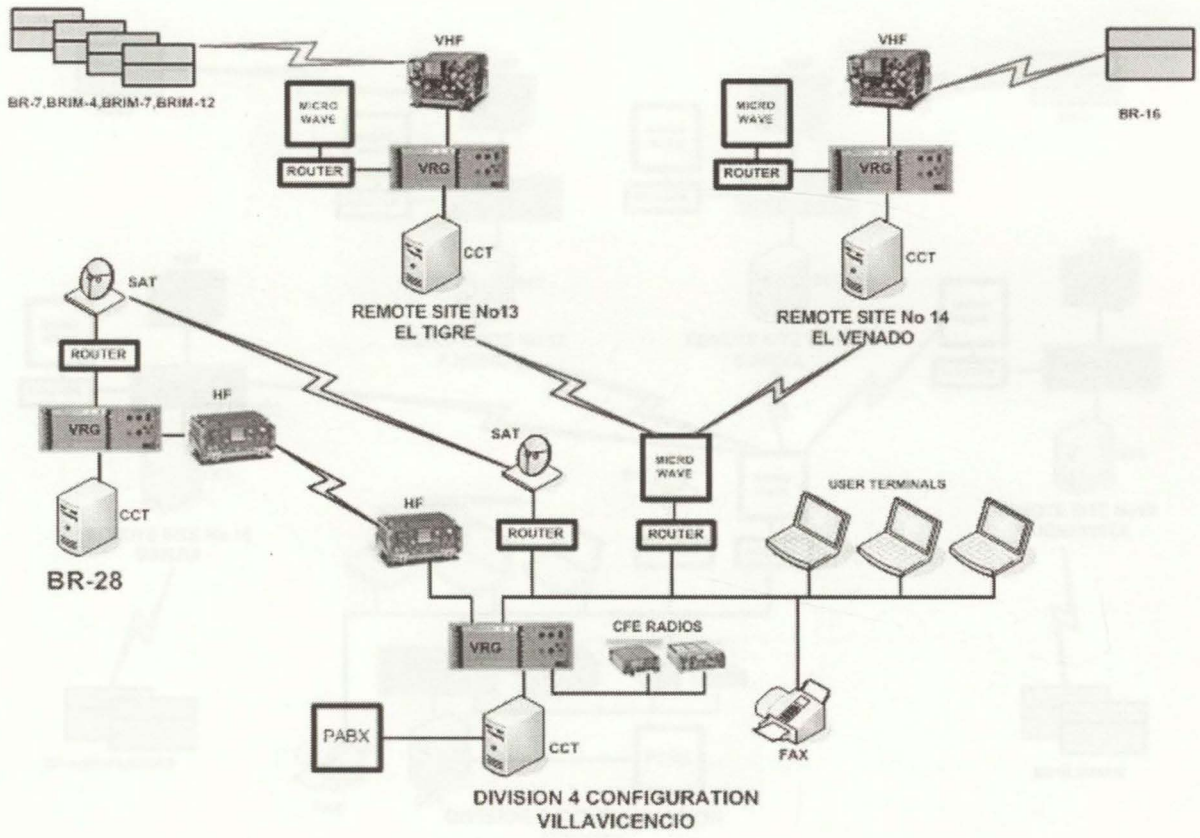 VHF
VHF
BR-7,BRIM-4,BRIM-7,BRIM-12
MICRO
WAVE
MICRO
WAVE
BR-16
ROUTER
VRG
ROUTER
VRG
CCT
CCT
SAT
REMOTE SITE No13
EL TIGRE
REMOTE SITE No 14
EL VENADO
ROUTER
HF
VRG
SAT
MICRO
WAVE
USER TERMINALS
CCT
HF
ROUTER
ROUTER
BR-28
VRG
CFE RADIOS
PABX
CCT
FAX
DIVISION 4 CONFIGURATION
VILLAVICENCIO